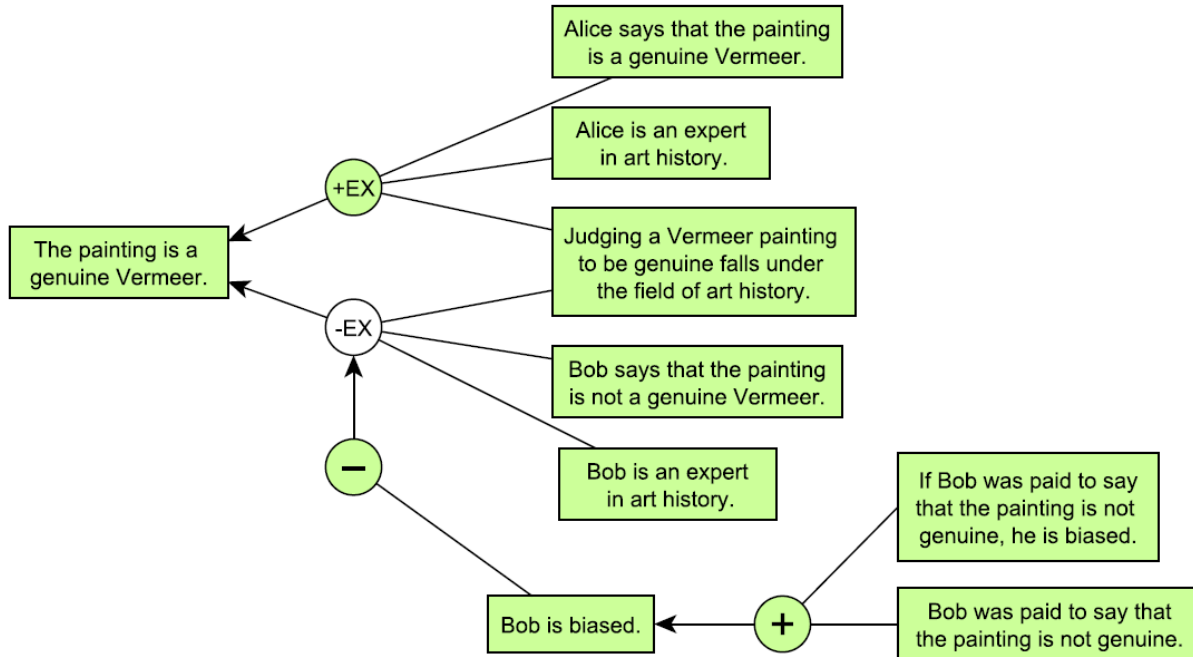 Alice says that the painting
is a genuine Vermeer.
Alice is an expert
in art history.
+EX
The painting is a
genuine Vermeer.
Judging a Vermeer painting
to be genuine falls under
the field of art history.
-EX
Bob says that the painting
is not a genuine Vermeer.
−
Bob is an expert
in art history.
If Bob was paid to say
that the painting is not
genuine, he is biased.
Bob is biased.
+
Bob was paid to say that
the painting is not genuine.